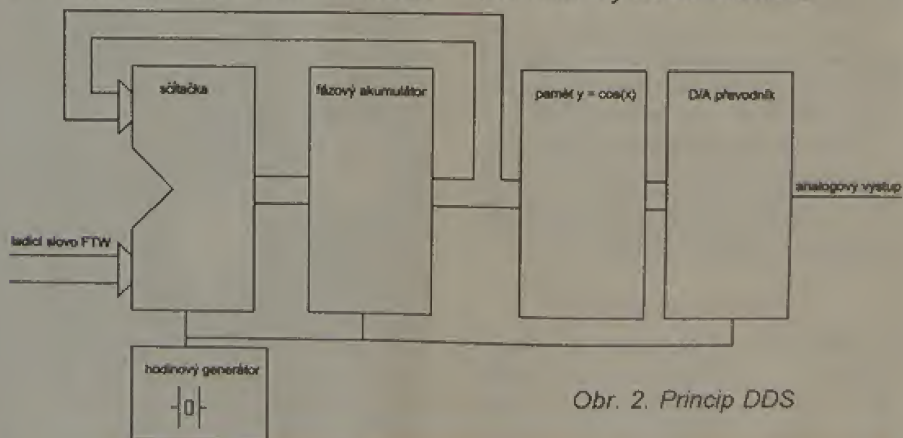 sčítačka
fázový akumulátor
paměť y = cos(x)
D/A převodník
analogový výstup
ladicí slovo FTW
hodinový generátor
Obr. 2. Princip DDS